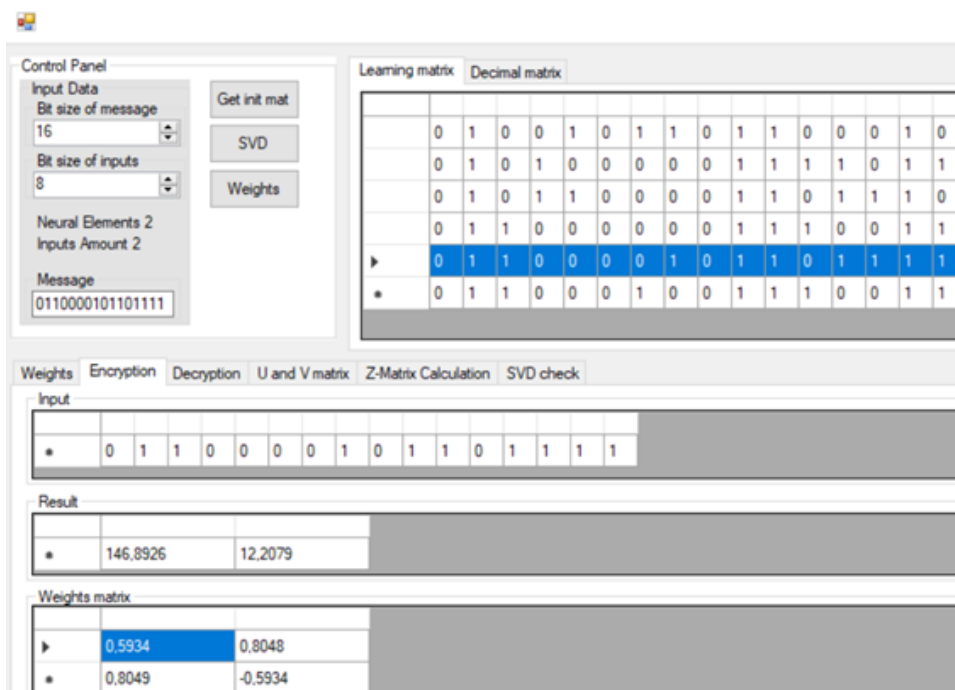 Control Panel
Input Data
Bit size of message
16
Bit size of inputs
8
Neural Elements 2
Inputs Amount 2
Message
0110000101101111
Get init mat
SVD
Weights
Learning matrix Decimal matrix
0 1 0 0 1 0 1 1 0 1 1 0 0 0 1 0
0 1 0 1 0 0 0 0 0 1 1 1 1 0 1 1
0 1 0 1 1 0 0 0 0 1 1 0 1 1 1 0
0 1 1 0 0 0 0 0 0 1 1 1 0 0 1 1
0 1 1 0 0 0 0 1 0 1 1 0 1 1 1 1
0 1 1 0 0 0 1 0 0 1 1 1 0 0 1 1
Weights Encryption Decryption U and V matrix Z-Matrix Calculation SVD check
Input
0 1 1 0 0 0 0 1 0 1 1 0 1 1 1 1
Result
146,8926 12,2079
Weights matrix
0,5934 0,8048
0,8049 -0,5934